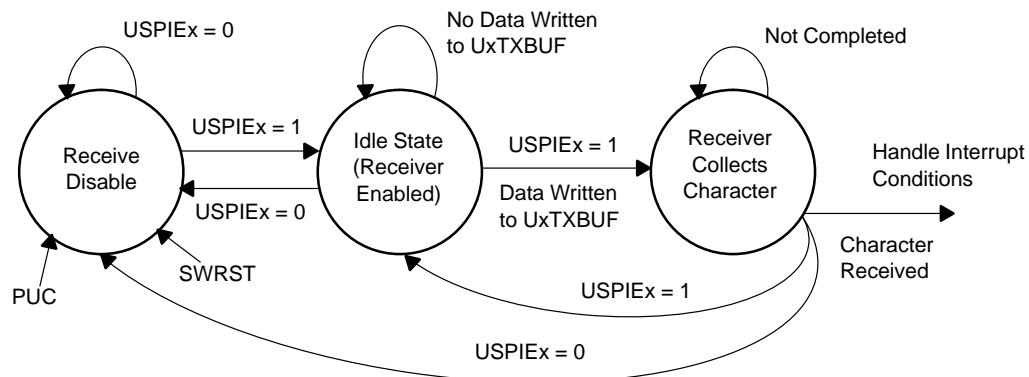 USPIEx = 0
No Data Written
to UxTXBUF
Not Completed
USPIEx = 1
Receive
Disable
Idle State
(Receiver
Enabled)
USPIEx = 1
Receiver
Collects
Character
Handle Interrupt
Conditions
USPIEx = 0
Data Written
to UxTXBUF
Character
Received
PUC
SWRST
USPIEx = 1
USPIEx = 0